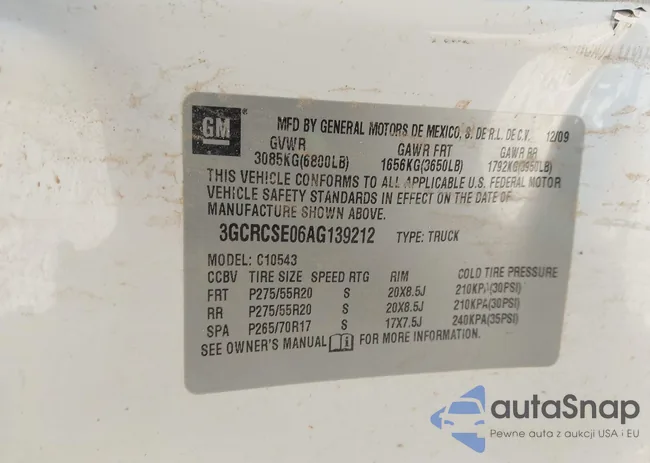 GM
MFD BY GENERAL MOTORS DE MEXICO, S. DE R.L. DE C.V. 12/09
GVWR GAWR FRT GAWR RR
3085KG(6800LB) 1656KG(3650LB) 1792KG(3950LB)
THIS VEHICLE CONFORMS TO ALL APPLICABLE U.S. FEDERAL MOTOR
VEHICLE SAFETY STANDARDS IN EFFECT ON THE DATE OF
MANUFACTURE SHOWN ABOVE.
3GCRCSE06AG139212 TYPE: TRUCK
MODEL: C10543
CCBV TIRE SIZE SPEED RTG RIM COLD TIRE PRESSURE
FRT P275/55R20 S 20X8.5J 210KPA(30PSI)
RR P275/55R20 S 20X8.5J 210KPA(30PSI)
SPA P265/70R17 S 17X7.5J 240KPA(35PSI)
SEE OWNER'S MANUAL i FOR MORE INFORMATION.
autaSnap
Pewne auta z aukcji USA i EU